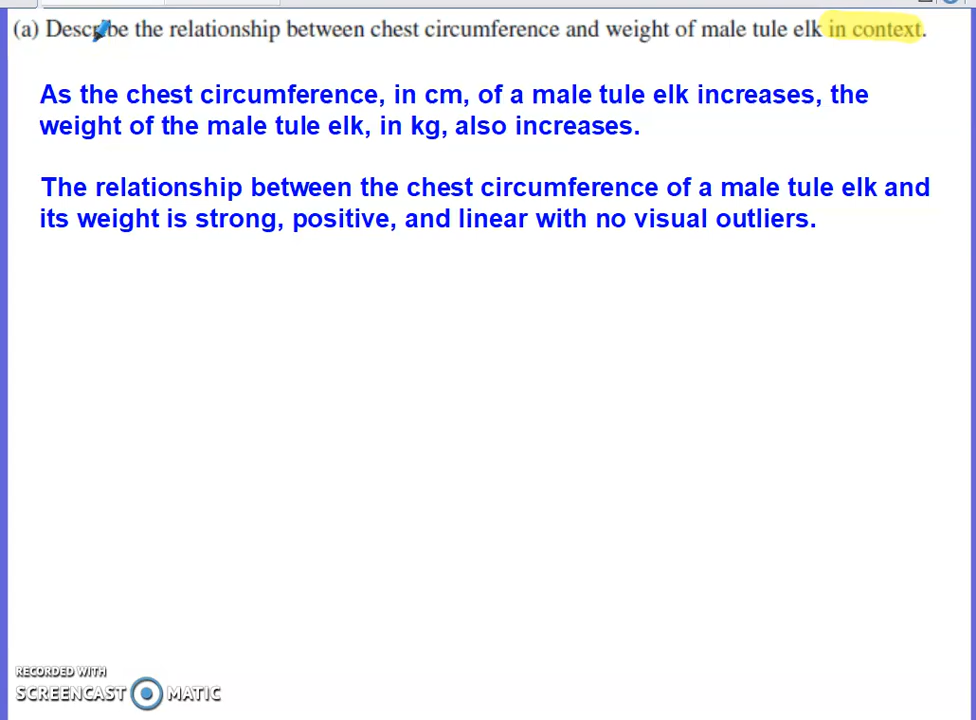 (a) Describe the relationship between chest circumference and weight of male tule elk in context.
As the chest circumference, in cm, of a male tule elk increases, the
weight of the male tule elk, in kg, also increases.
The relationship between the chest circumference of a male tule elk and
its weight is strong, positive, and linear with no visual outliers.
RECORDED WITH
SCREENCAST MATIC